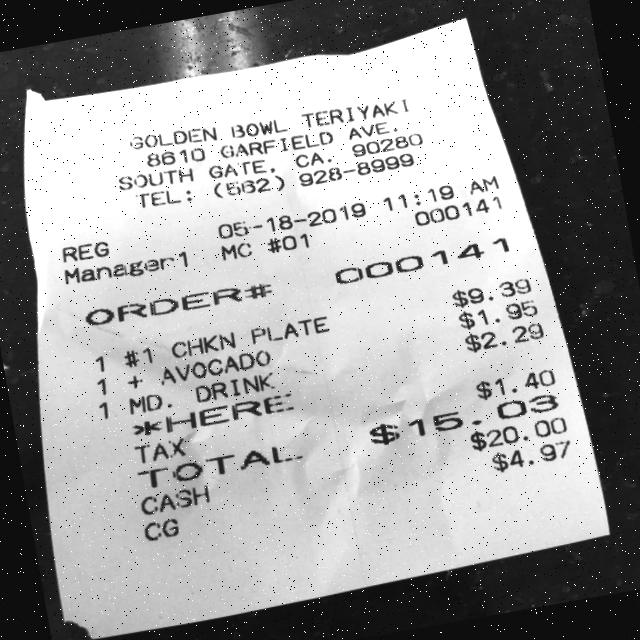 GOLDEN BOWL TERIYAKI
8610 GARFIELD AVE.
SOUTH GATE, CA. 90280
TEL: (562) 928-8999
REG 05-18-2019 11:19 AM
Manager1 MC #01 000141
ORDER# 000141
1 #1 CHKN PLATE $9.39
1 + AVOCADO $1.95
1 MD. DRINK $2.29
*HERE
TAX $1.40
TOTAL $15.03
CASH $20.00
CG $4.97